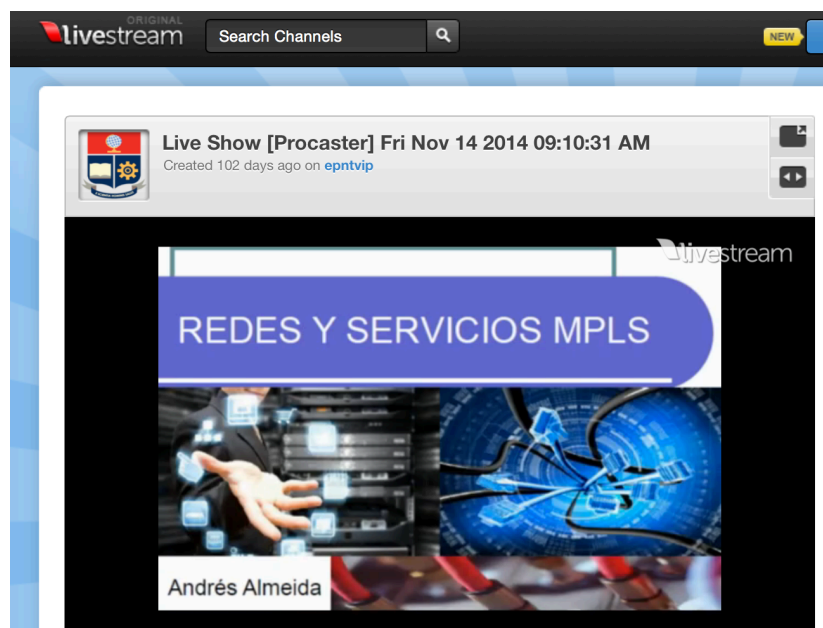 ORIGINAL
livestream
Search Channels
NEW
Live Show [Procaster] Fri Nov 14 2014 09:10:31 AM
Created 102 days ago on epntvip
livestream
REDES Y SERVICIOS MPLS
Andrés Almeida